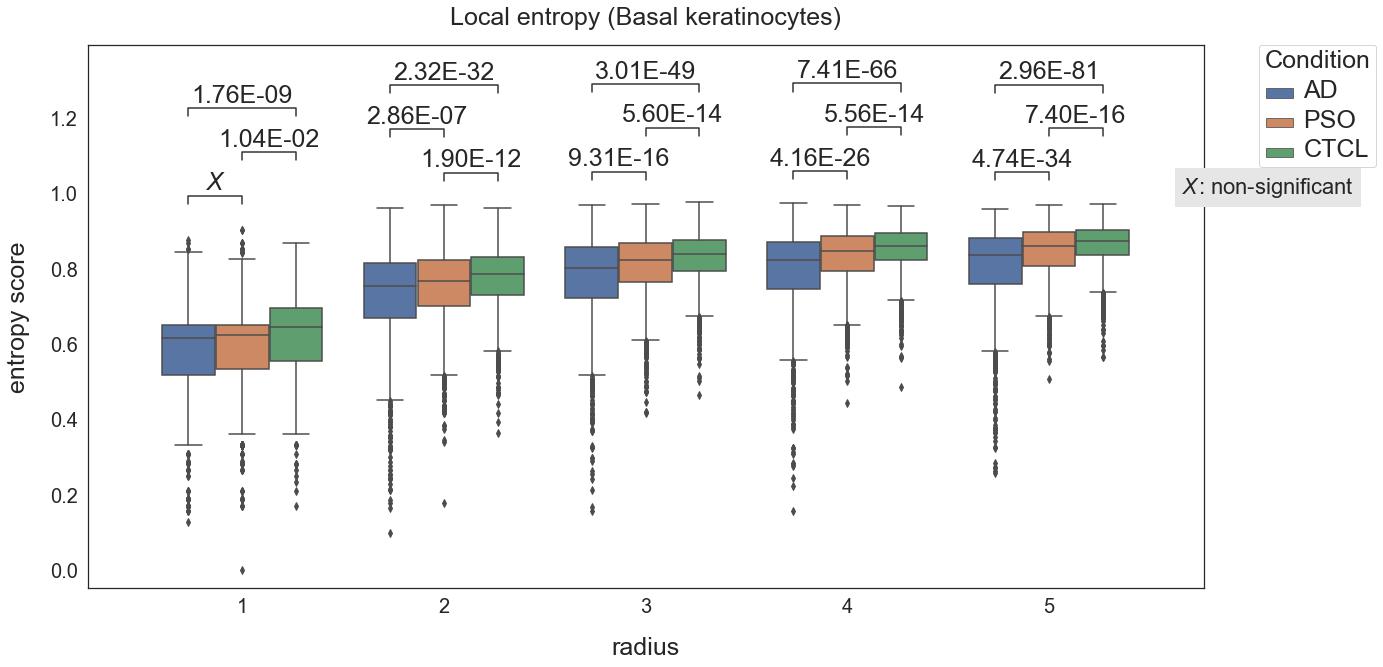 Local entropy (Basal keratinocytes)
Condition
AD
PSO
CTCL
X: non-significant
2.32E-32
3.01E-49
7.41E-66
2.96E-81
1.76E-09
2.86E-07
5.60E-14
5.56E-14
7.40E-16
1.04E-02
1.90E-12
9.31E-16
4.16E-26
4.74E-34
X
entropy score
1.2
1.0
0.8
0.6
0.4
0.2
0.0
1 2 3 4 5
radius